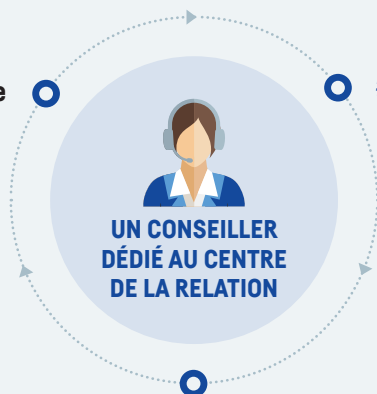 UN CONSEILLER
DÉDIÉ AU CENTRE
DE LA RELATION